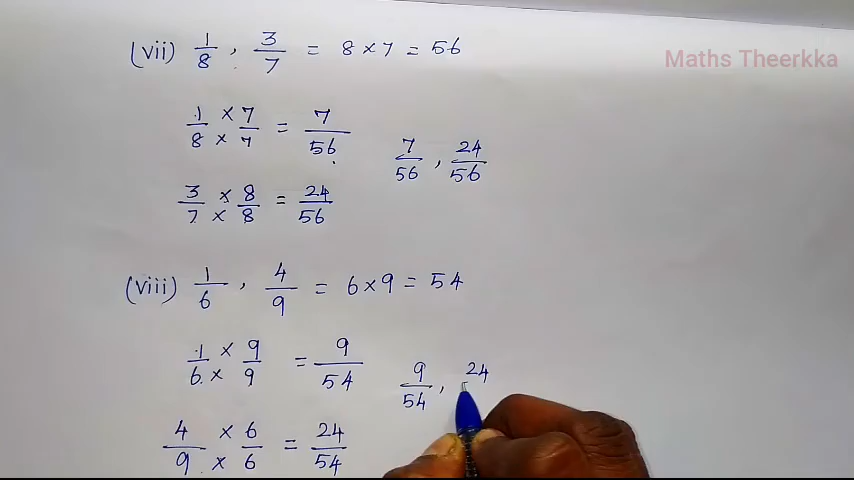 Maths Theerkka
(vii) 1/8 , 3/7 = 8 × 7 = 56
1/8 × 7/× 7 = 7/56
7/56 , 24/56
3/7 × 8/× 8 = 24/56
(viii) 1/6 , 4/9 = 6 × 9 = 54
1/6 × 9/× 9 = 9/54
9/54 , 24
4/9 × 6/× 6 = 24/54